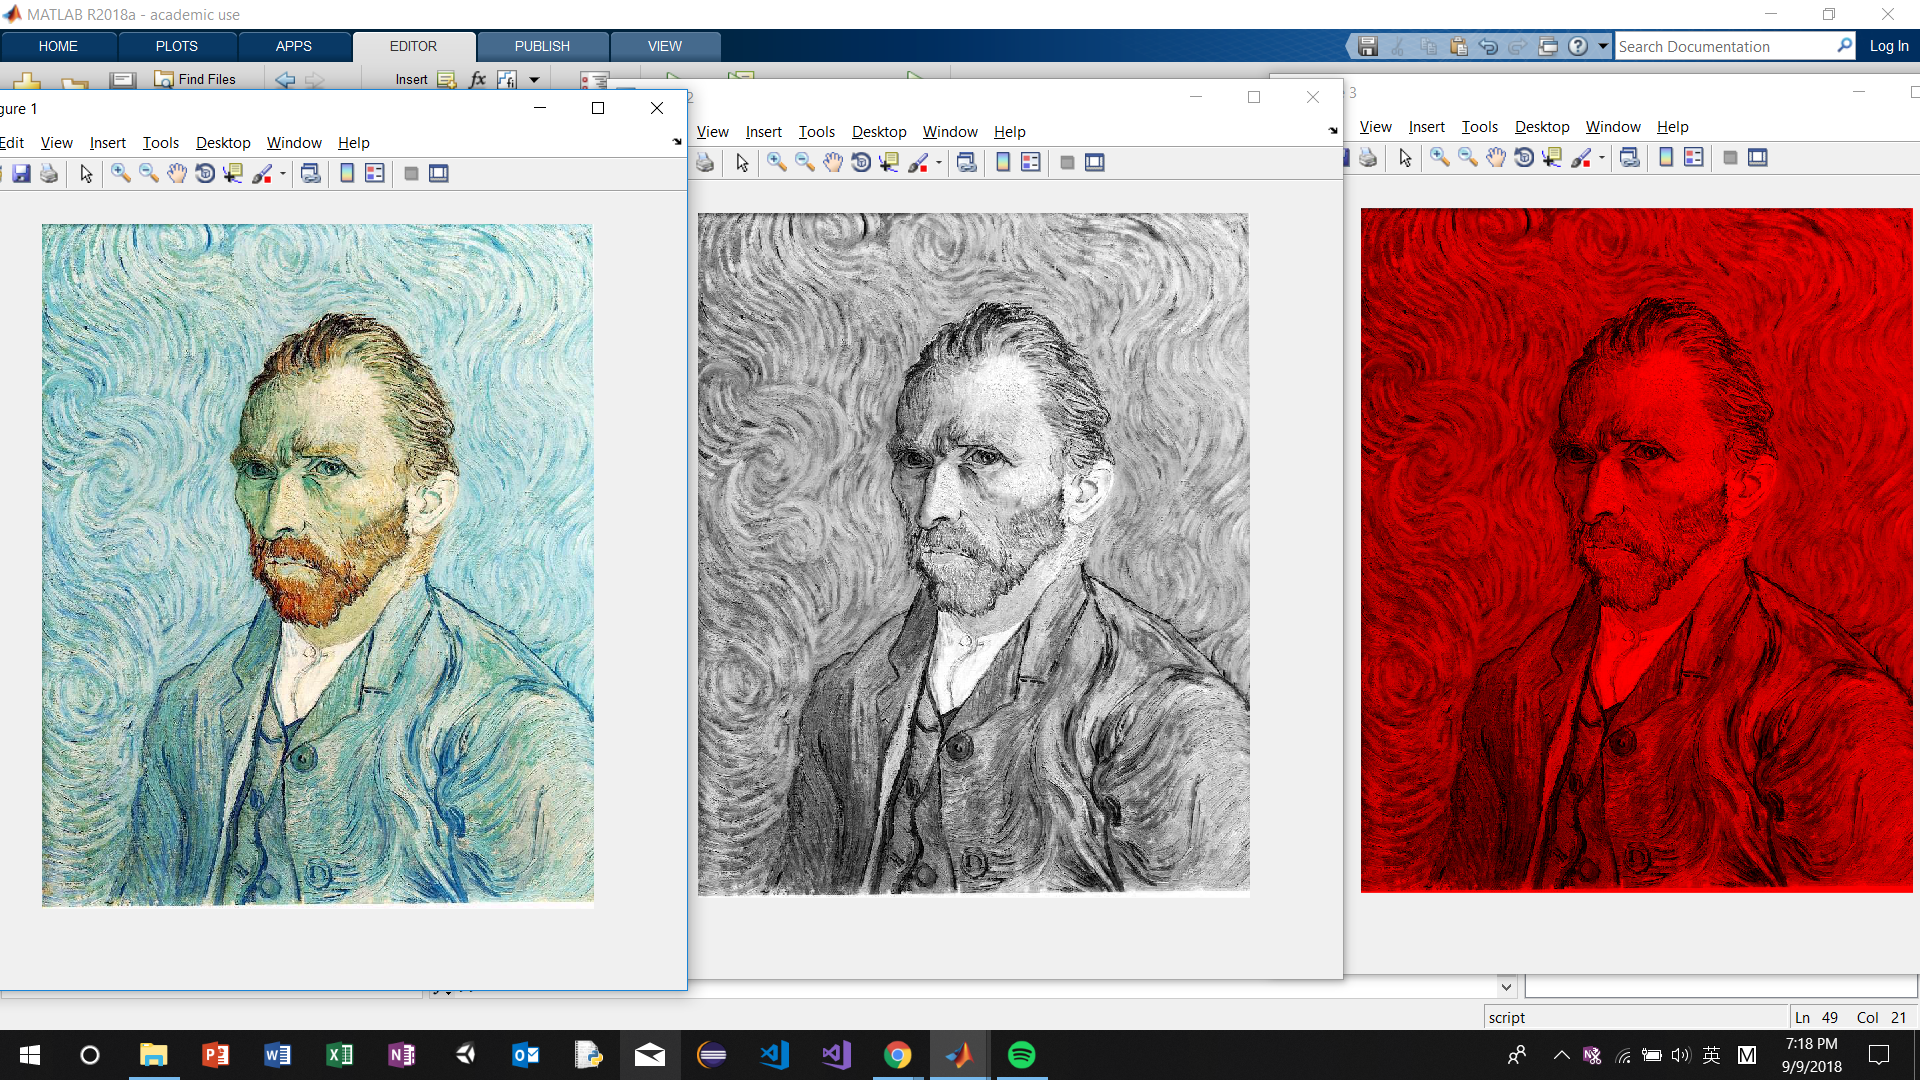 MATLAB R2018a - academic use
HOME PLOTS APPS EDITOR PUBLISH VIEW
Search Documentation Log In
Find Files Insert fx
gure 1
Edit View Insert Tools Desktop Window Help
2
View Insert Tools Desktop Window Help
3
View Insert Tools Desktop Window Help
script Ln 49 Col 21
英 M
7:18 PM
9/9/2018